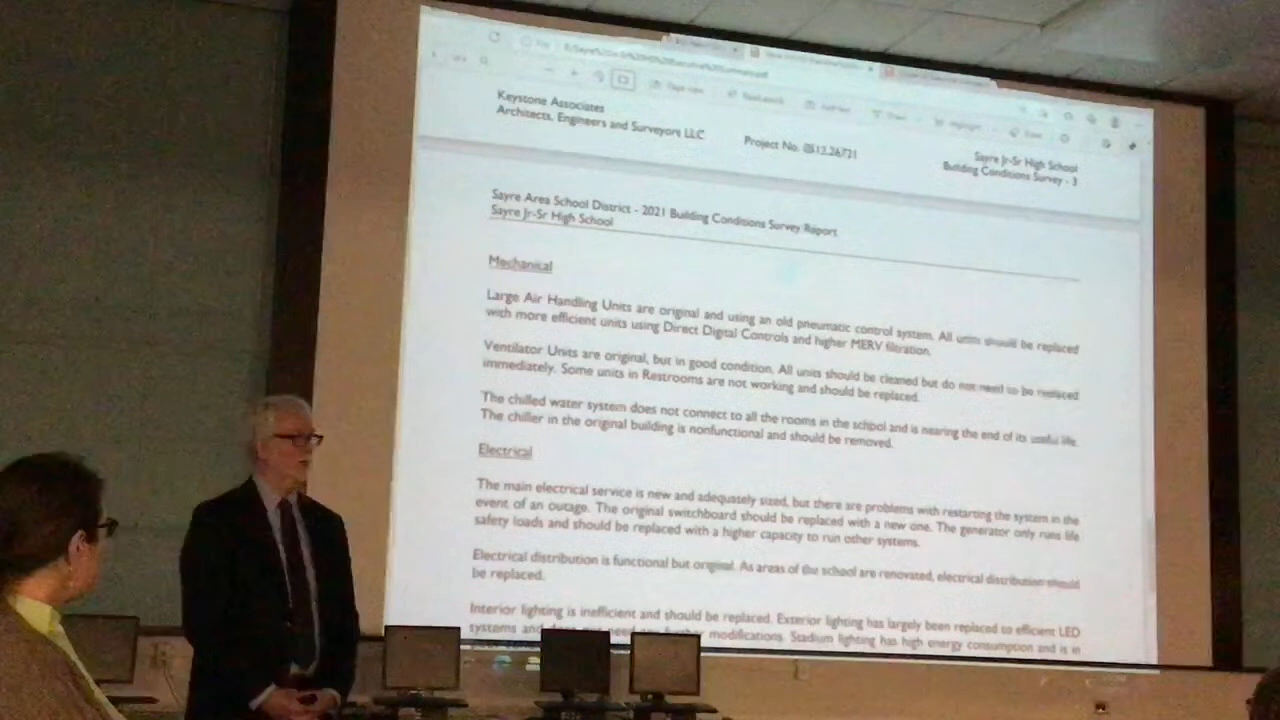 Keystone Associates
Architects, Engineers and Surveyors LLC
Project No.
Sayre Jr-Sr High School
Building Conditions Survey - 3
Sayre Area School District - 2021 Building Conditions Survey Report
Sayre Jr-Sr High School
Mechanical
Large Air Handling Units are original and using an old pneumatic control system. All units should be replaced
with more efficient units using Direct Digital Controls and higher MERV filtration.
Ventilator Units are original, but in good condition. All units should be cleaned but do not need to be replaced
immediately. Some units in Restrooms are not working and should be replaced.
The chilled water system does not connect to all the rooms in the school and is nearing the end of its useful life.
The chiller in the original building is nonfunctional and should be removed.
Electrical
The main electrical service is new and adequately sized, but there are problems with restarting the system in the
event of an outage. The original switchboard should be replaced with a new one. The generator only runs life
safety loads and should be replaced with a higher capacity to run other systems.
Electrical distribution is functional but original. As areas of the school are renovated, electrical distribution should
be replaced.
Interior lighting is inefficient and should be replaced. Exterior lighting has largely been replaced to efficient LED
systems and modifications. Stadium lighting has high energy consumption and is in